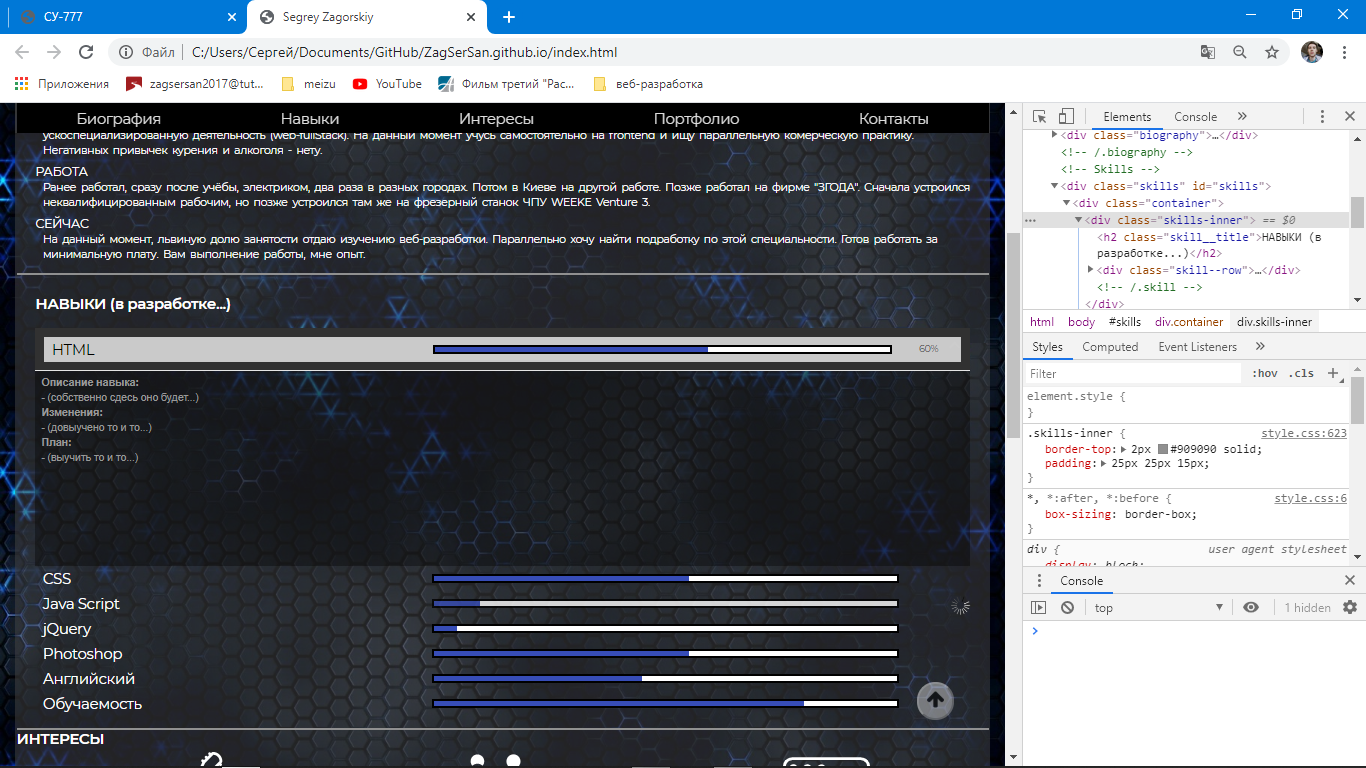 СУ-777
Segrey Zagorskiy
Файл C:/Users/Сергей/Documents/GitHub/ZagSerSan.github.io/index.html
Приложения zagsersan2017@tut... meizu YouTube Фильм третий "Рас... веб-разработка
Биография Навыки Интересы Портфолио Контакты
ускоспециализированную деятельность (web-fullStack). На данный момент учусь самостоятельно на frontend и ищу параллельную комерческую практику.
Негативных привычек курения и алкоголя - нету.
РАБОТА
Ранее работал, сразу после учёбы, электриком, два раза в разных городах. Потом в Киеве на другой работе. Позже работал на фирме "ЗГОДА". Сначала устроился
неквалифицированным рабочим, но позже устроился там же на фрезерный станок ЧПУ WEEKE Venture 3.
СЕЙЧАС
На данный момент, львиную долю занятости отдаю изучению веб-разработки. Параллельно хочу найти подработку по этой специальности. Готов работать за
минимальную плату. Вам выполнение работы, мне опыт.
НАВЫКИ (в разработке...)
HTML 60%
Описание навыка:
- (собственно сдесь оно будет...)
Изменения:
- (довыучено то и то...)
План:
- (выучить то и то...)
CSS
Java Script
jQuery
Photoshop
Английский
Обучаемость
ИНТЕРЕСЫ
Elements Console
<div class="biography">…</div>
<!-- /.biography -->
<!-- Skills -->
<div class="skills" id="skills">
<div class="container">
<div class="skills-inner"> == $0
<h2 class="skill__title">НАВЫКИ (в
разработке...)</h2>
<div class="skill--row">…</div>
<!-- /.skill -->
</div>
html body #skills div.container div.skills-inner
Styles Computed Event Listeners
Filter :hov .cls
element.style {
}
.skills-inner { style.css:623
border-top: 2px #909090 solid;
padding: 25px 25px 15px;
}
*, *:after, *:before { style.css:6
box-sizing: border-box;
}
div { user agent stylesheet
display: block;
Console
top 1 hidden